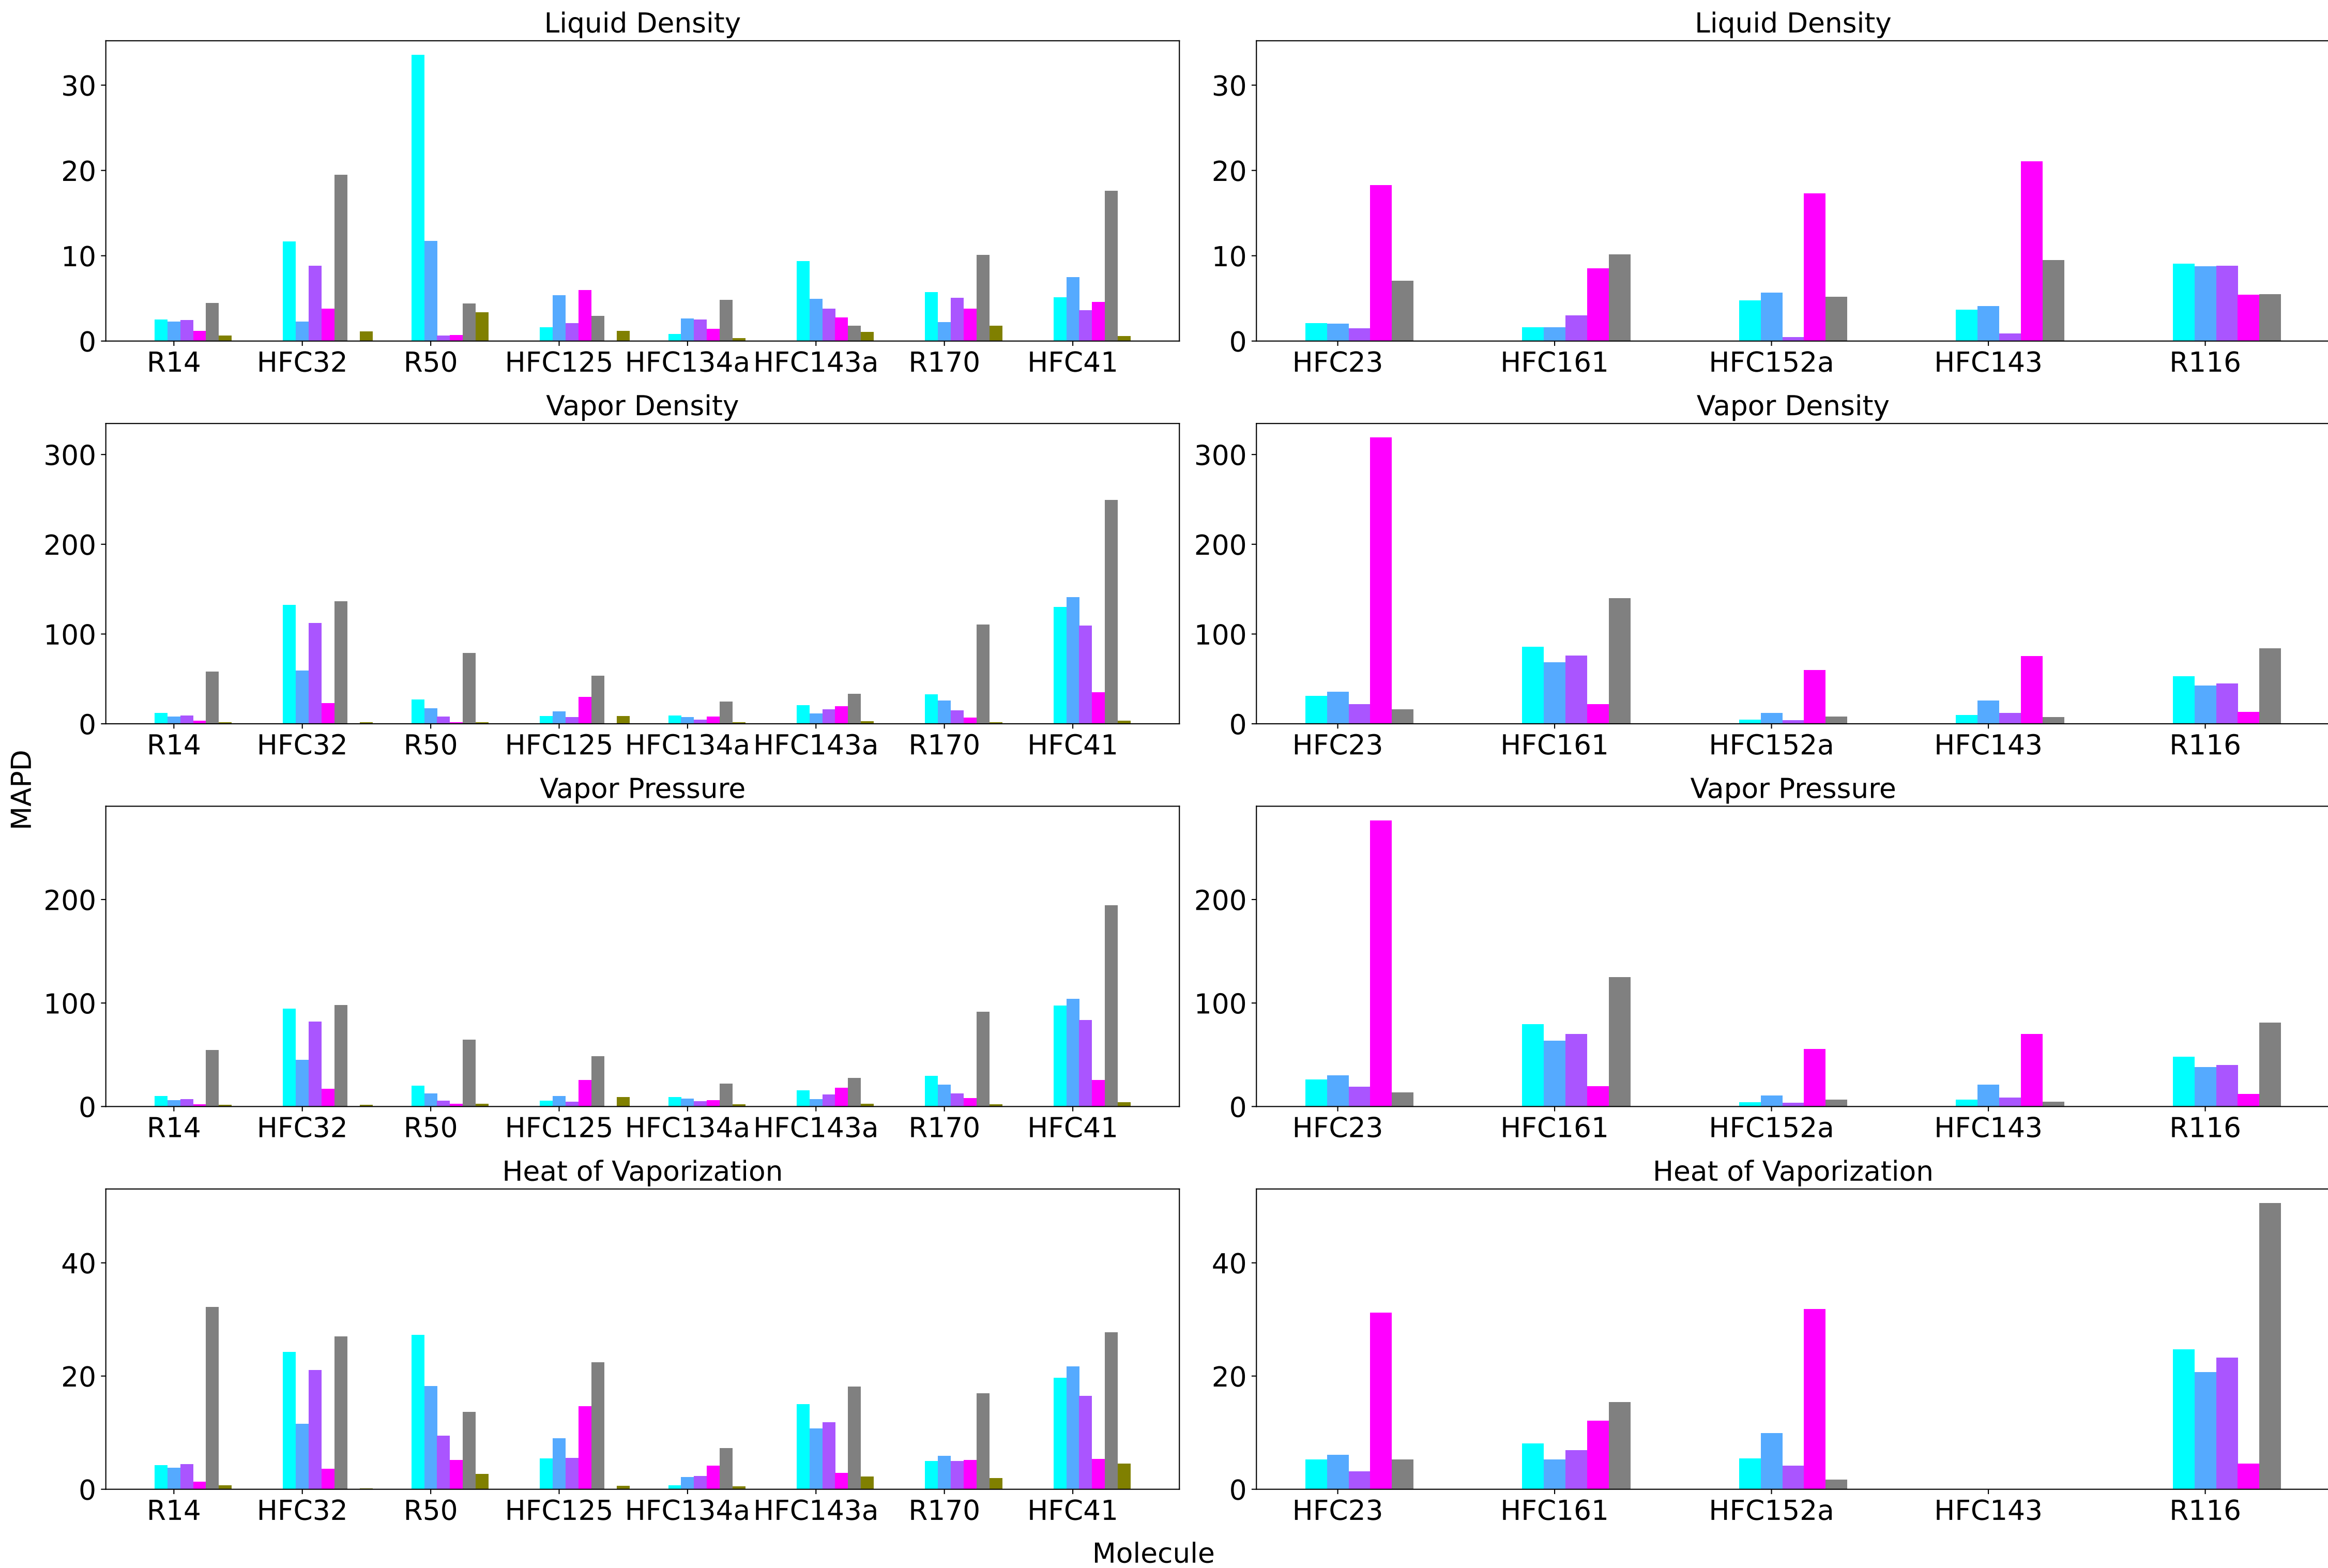 Liquid Density
30
20
10
0
R14 HFC32 R50 HFC125 HFC134a HFC143a R170 HFC41
Liquid Density
30
20
10
0
HFC23 HFC161 HFC152a HFC143 R116
Vapor Density
300
200
100
0
R14 HFC32 R50 HFC125 HFC134a HFC143a R170 HFC41
Vapor Density
300
200
100
0
HFC23 HFC161 HFC152a HFC143 R116
MAPD
Vapor Pressure
200
100
0
R14 HFC32 R50 HFC125 HFC134a HFC143a R170 HFC41
Vapor Pressure
200
100
0
HFC23 HFC161 HFC152a HFC143 R116
Heat of Vaporization
40
20
0
R14 HFC32 R50 HFC125 HFC134a HFC143a R170 HFC41
Heat of Vaporization
40
20
0
HFC23 HFC161 HFC152a HFC143 R116
Molecule